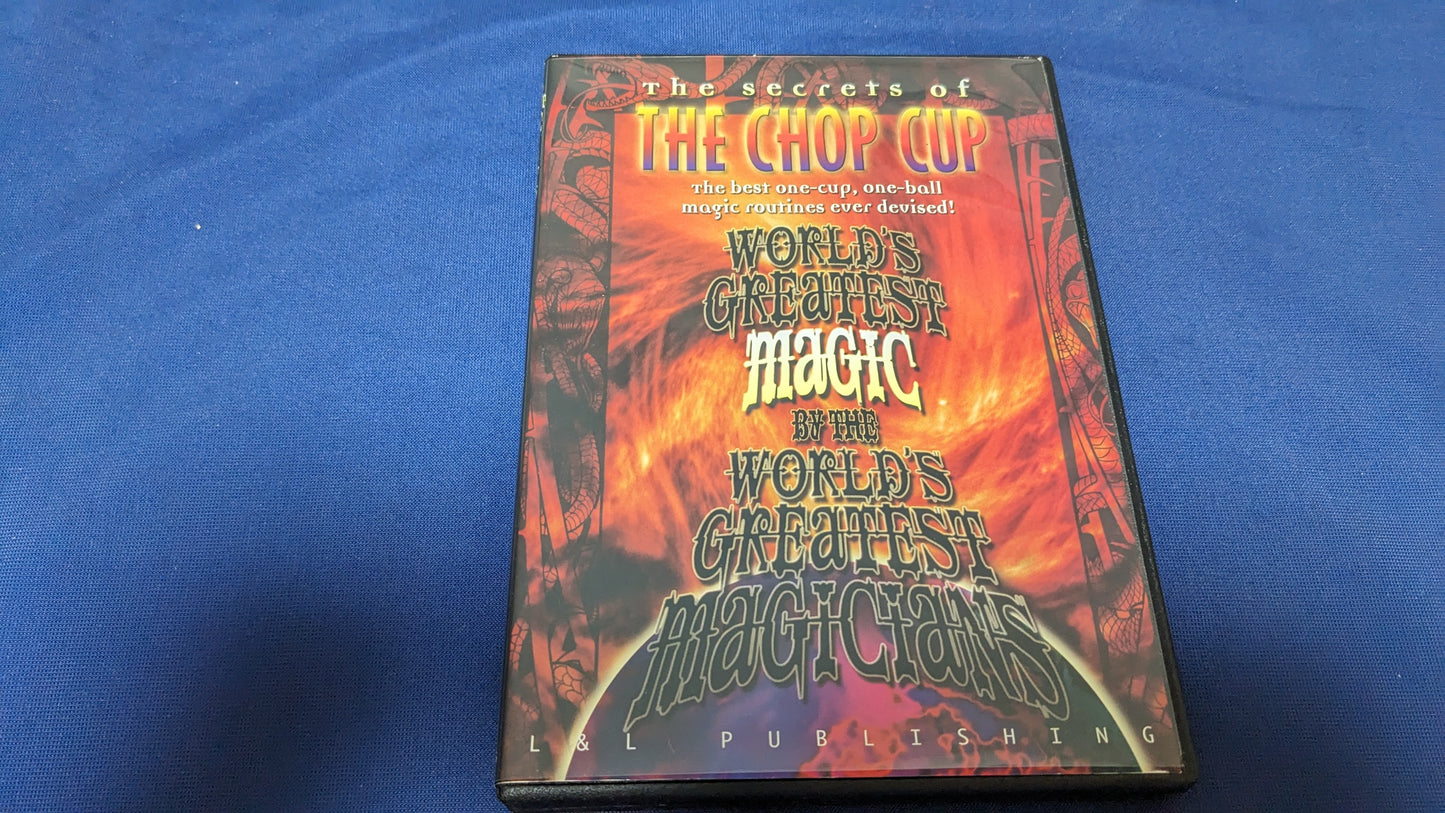 The secrets of
THE CHOP CUP
The best one-cup, one-ball
magic routines ever devised!
WORLD'S
GREATEST
MAGIC
BY THE
WORLD'S
GREATEST
MAGICIANS
L & L PUBLISHING